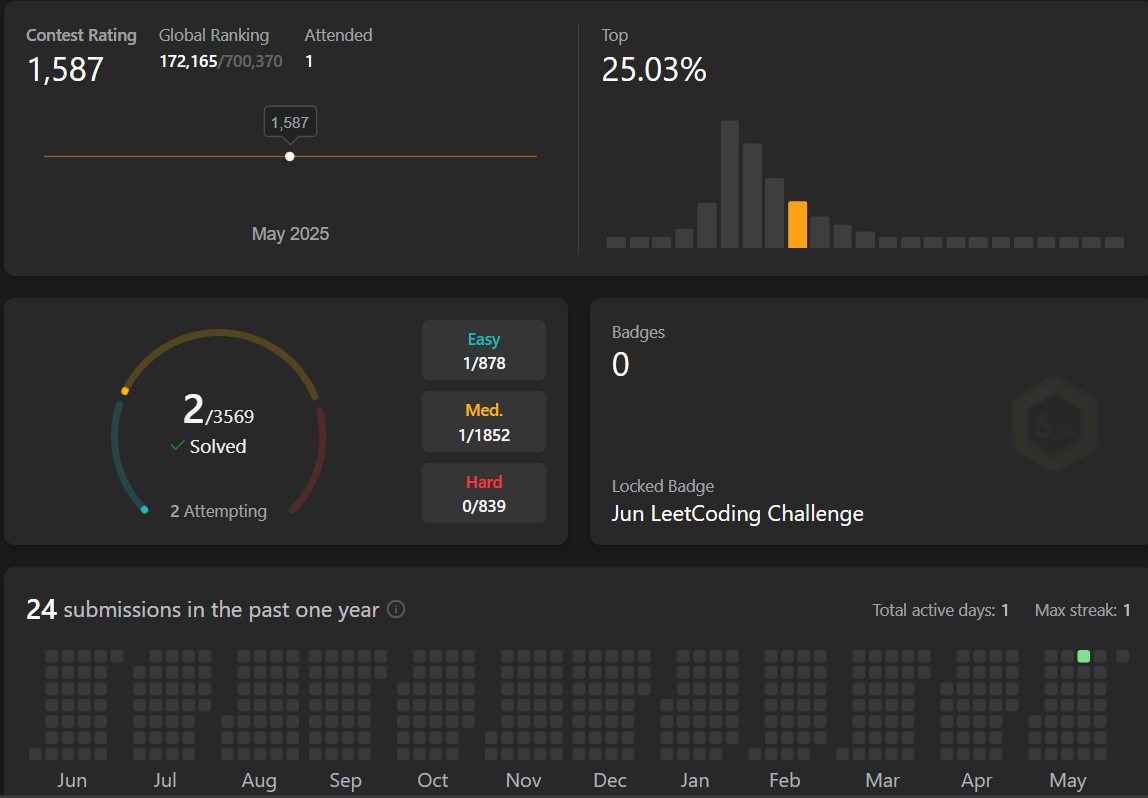 Contest Rating Global Ranking Attended
1,587 172,165/700,370 1
1,587
May 2025
Top
25.03%
2/3569
Solved
2 Attempting
Easy
1/878
Med.
1/1852
Hard
0/839
Badges
0
Locked Badge
Jun LeetCoding Challenge
24 submissions in the past one year Total active days: 1 Max streak: 1
Jun Jul Aug Sep Oct Nov Dec Jan Feb Mar Apr May